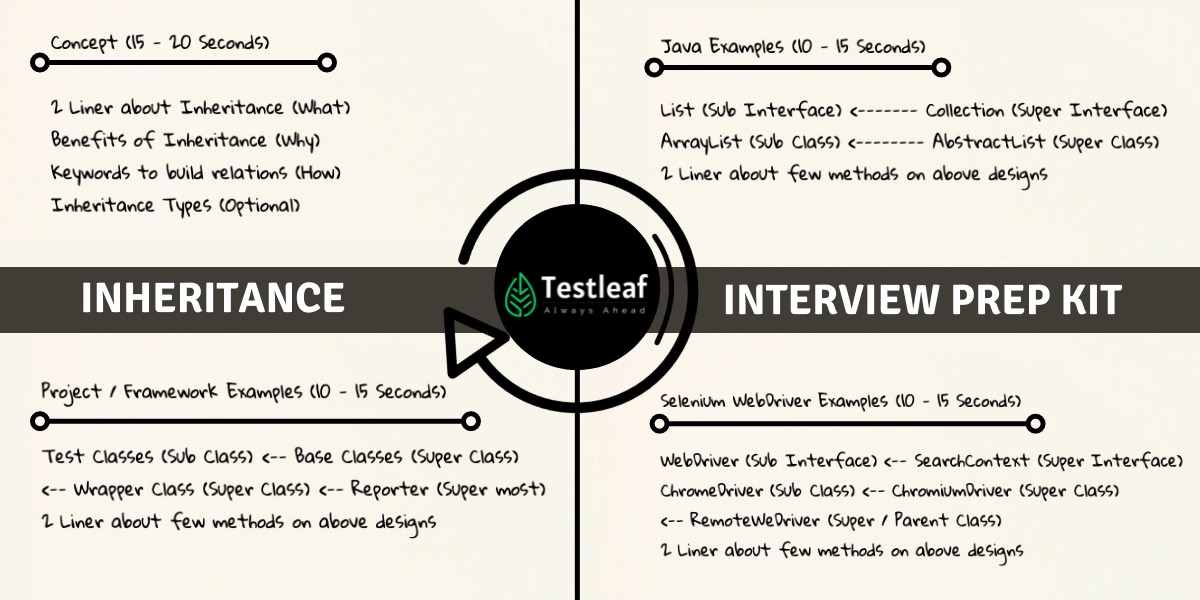 Concept (15 - 20 Seconds)
2 Liner about Inheritance (What)
Benefits of Inheritance (Why)
Keywords to build relations (How)
Inheritance Types (Optional)
Java Examples (10 - 15 Seconds)
List (Sub Interface) <------- Collection (Super Interface)
ArrayList (Sub Class) <-------- AbstractList (Super Class)
2 Liner about few methods on above designs
INHERITANCE
Testleaf
Always Ahead
INTERVIEW PREP KIT
Project / Framework Examples (10 - 15 Seconds)
Test Classes (Sub Class) <-- Base Classes (Super Class)
<-- Wrapper Class (Super Class) <-- Reporter (Super most)
2 Liner about few methods on above designs
Selenium WebDriver Examples (10 - 15 Seconds)
WebDriver (Sub Interface) <-- SearchContext (Super Interface)
ChromeDriver (Sub Class) <-- ChromiumDriver (Super Class)
<-- RemoteWeDriver (Super / Parent Class)
2 Liner about few methods on above designs